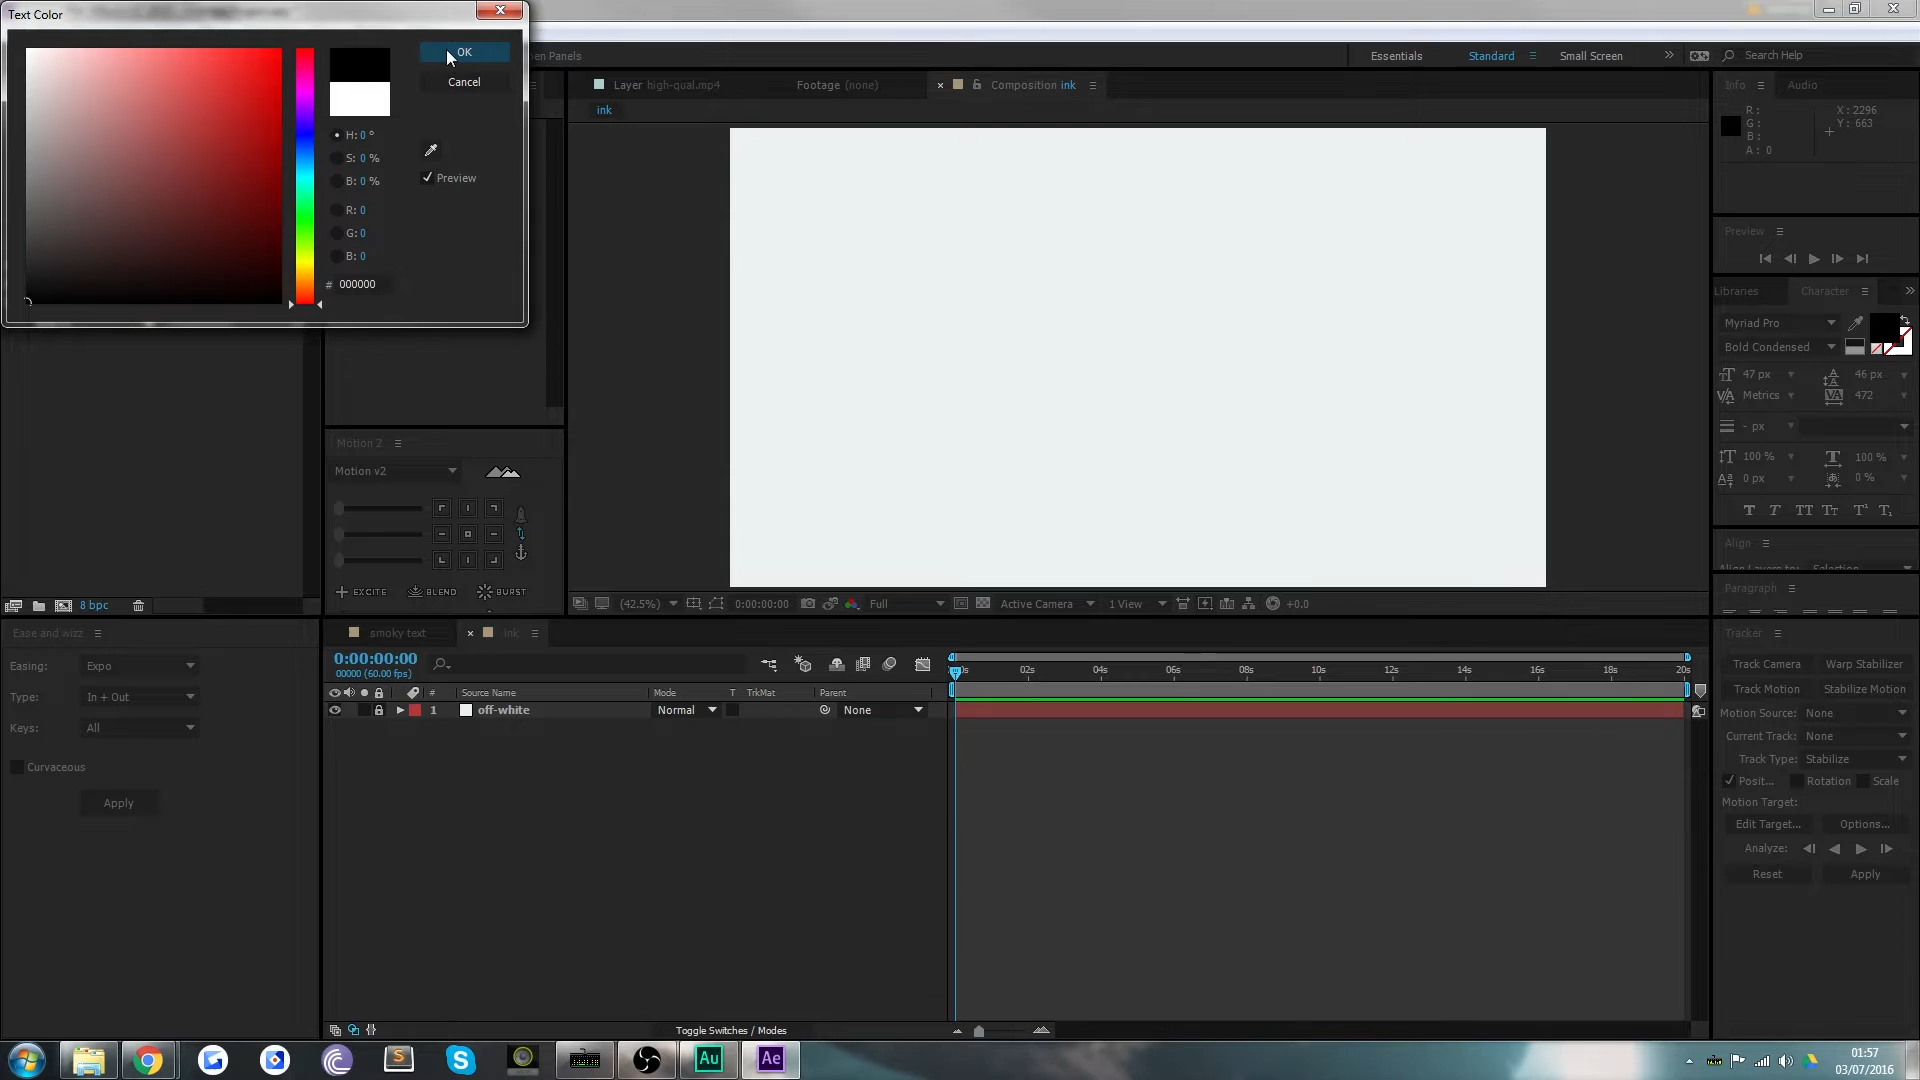 Text Color
OK
Cancel
H: 0 °
S: 0 %
B: 0 %
Preview
R: 0
G: 0
B: 0
# 000000
Panels
Essentials
Standard
Small Screen
Search Help
Layer high-qual.mp4
Footage (none)
Composition ink
ink
Info
Audio
R :
G :
B :
A : 0
X : 2296
Y : 663
Preview
Libraries
Character
Myriad Pro
Bold Condensed
47 px
46 px
Metrics
472
- px
100 %
100 %
0 px
0 %
Align
Paragraph
Motion 2
Motion v2
EXCITE
BLEND
BURST
8 bpc
(42.5%)
0:00:00:00
Full
Active Camera
1 View
+0.0
Ease and wizz
Easing: Expo
Type: In + Out
Keys: All
Curvaceous
Apply
smoky text
ink
0:00:00:00
00000 (60.00 fps)
02s 04s 06s 08s 10s 12s 14s 16s 18s 20s
# Source Name Mode T TrkMat Parent
1 off-white Normal None
Toggle Switches / Modes
Tracker
Track Camera
Warp Stabilizer
Track Motion
Stabilize Motion
Motion Source: None
Current Track: None
Track Type: Stabilize
Posit... Rotation Scale
Motion Target:
Edit Target...
Options...
Analyze:
Reset
Apply
Au
Ae
01:57
03/07/2016